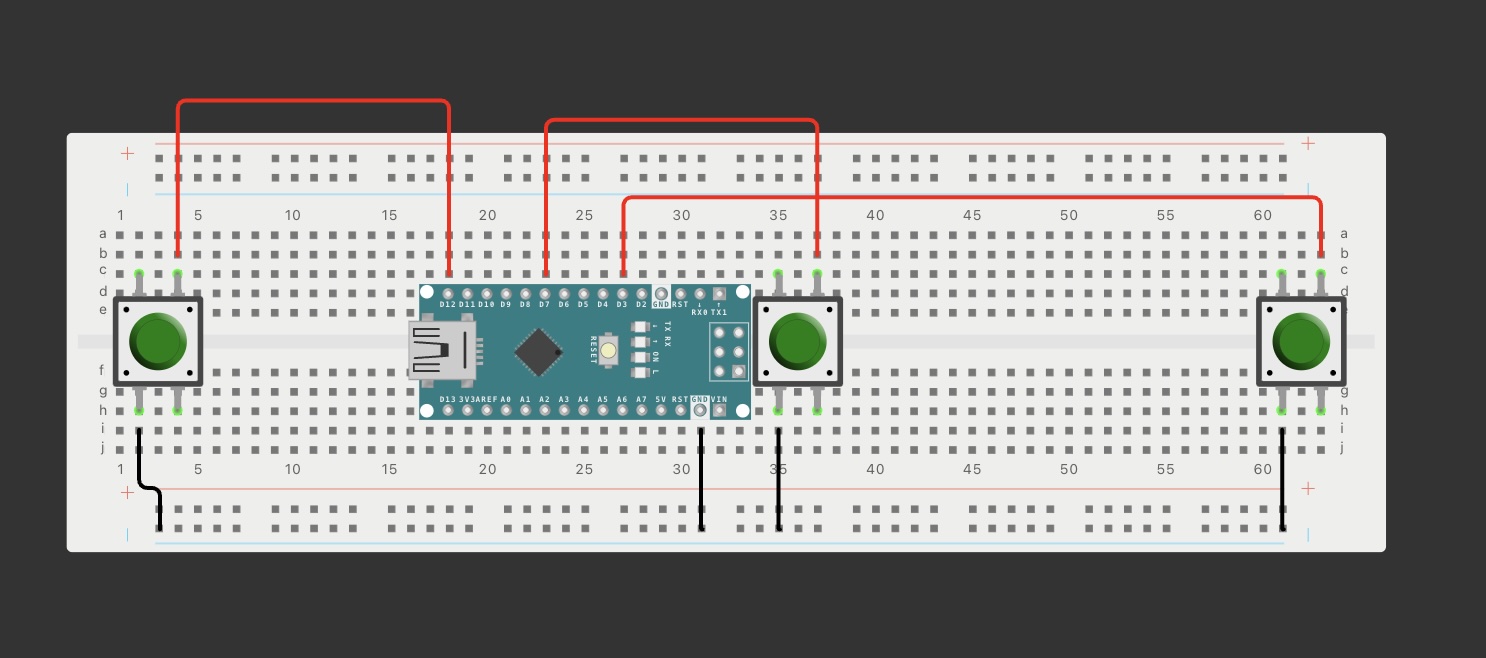 + +
1 5 10 15 20 25 30 35 40 45 50 55 60
a a
b b
c c
d d
e
D12 D11 D10 D9 D8 D7 D6 D5 D4 D3 D2 GND RST RX0 TX1
RESET
TX RX
ON L
f
g g
h h
D13 3V3 AREF A0 A1 A2 A3 A4 A5 A6 A7 5V RST GND VIN
i i
j j
1 5 10 15 20 25 30 35 40 45 50 55 60
+ +